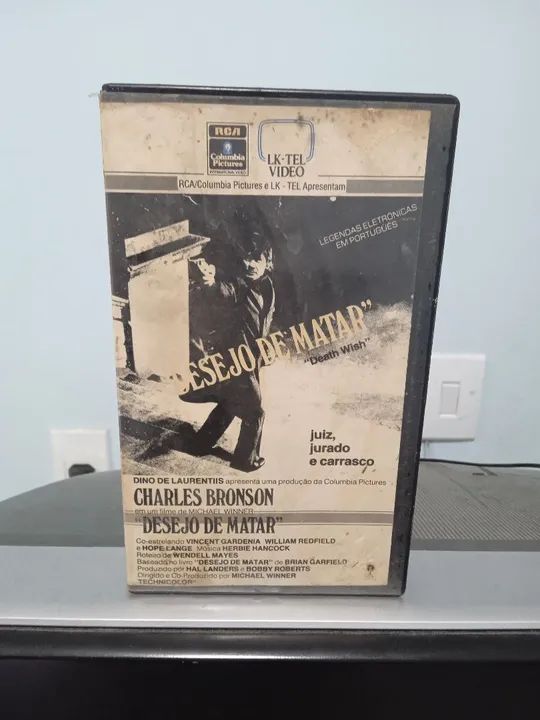 RCA
Columbia
Pictures
INTERNATIONAL VIDEO
LK-TEL
VIDEO
RCA/Columbia Pictures e LK - TEL Apresentam
LEGENDAS ELETRÔNICAS
EM PORTUGUÊS
"DESEJO DE MATAR"
"Death Wish"
juiz,
jurado
e carrasco
DINO DE LAURENTIIS apresenta uma produção da Columbia Pictures
CHARLES BRONSON
em um filme de MICHAEL WINNER
"DESEJO DE MATAR"
Co-estrelando VINCENT GARDENIA WILLIAM REDFIELD
e HOPE LANGE Música HERBIE HANCOCK
Roteiro de WENDELL MAYES
Baseado no livro "DESEJO DE MATAR" de BRIAN GARFIELD
Produzido por HAL LANDERS e BOBBY ROBERTS
Dirigido e Co-Produzido por MICHAEL WINNER
TECHNICOLOR